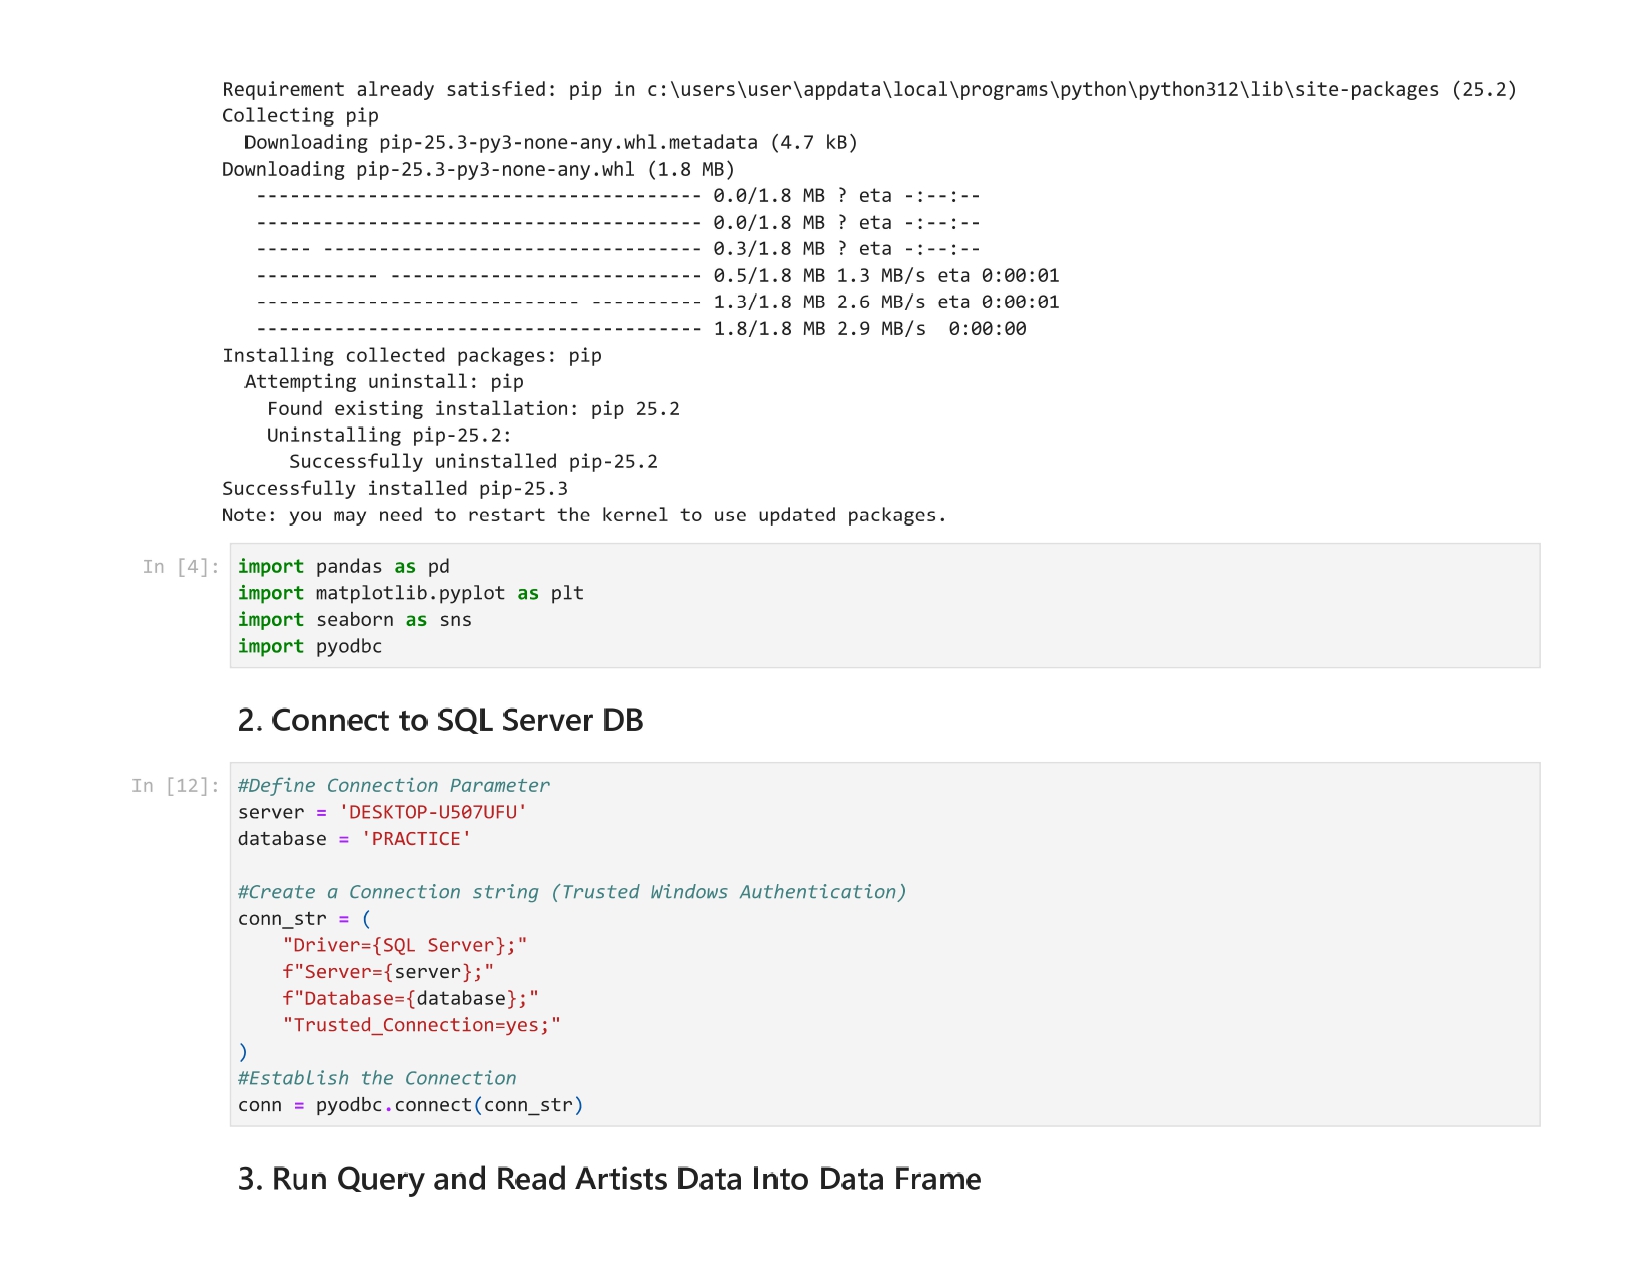 Requirement already satisfied: pip in c:\users\user\appdata\local\programs\python\python312\lib\site-packages (25.2)
Collecting pip
  Downloading pip-25.3-py3-none-any.whl.metadata (4.7 kB)
Downloading pip-25.3-py3-none-any.whl (1.8 MB)
   ---------------------------------------- 0.0/1.8 MB ? eta -:--:--
   ---------------------------------------- 0.0/1.8 MB ? eta -:--:--
   ----- ---------------------------------- 0.3/1.8 MB ? eta -:--:--
   ----------- ---------------------------- 0.5/1.8 MB 1.3 MB/s eta 0:00:01
   ----------------------------- ---------- 1.3/1.8 MB 2.6 MB/s eta 0:00:01
   ---------------------------------------- 1.8/1.8 MB 2.9 MB/s  0:00:00
Installing collected packages: pip
  Attempting uninstall: pip
    Found existing installation: pip 25.2
    Uninstalling pip-25.2:
      Successfully uninstalled pip-25.2
Successfully installed pip-25.3
Note: you may need to restart the kernel to use updated packages.
In [4]: import pandas as pd
import matplotlib.pyplot as plt
import seaborn as sns
import pyodbc
2. Connect to SQL Server DB
In [12]: #Define Connection Parameter
server = 'DESKTOP-U507UFU'
database = 'PRACTICE'
#Create a Connection string (Trusted Windows Authentication)
conn_str = (
    "Driver={SQL Server};"
    f"Server={server};"
    f"Database={database};"
    "Trusted_Connection=yes;"
)
#Establish the Connection
conn = pyodbc.connect(conn_str)
3. Run Query and Read Artists Data Into Data Frame